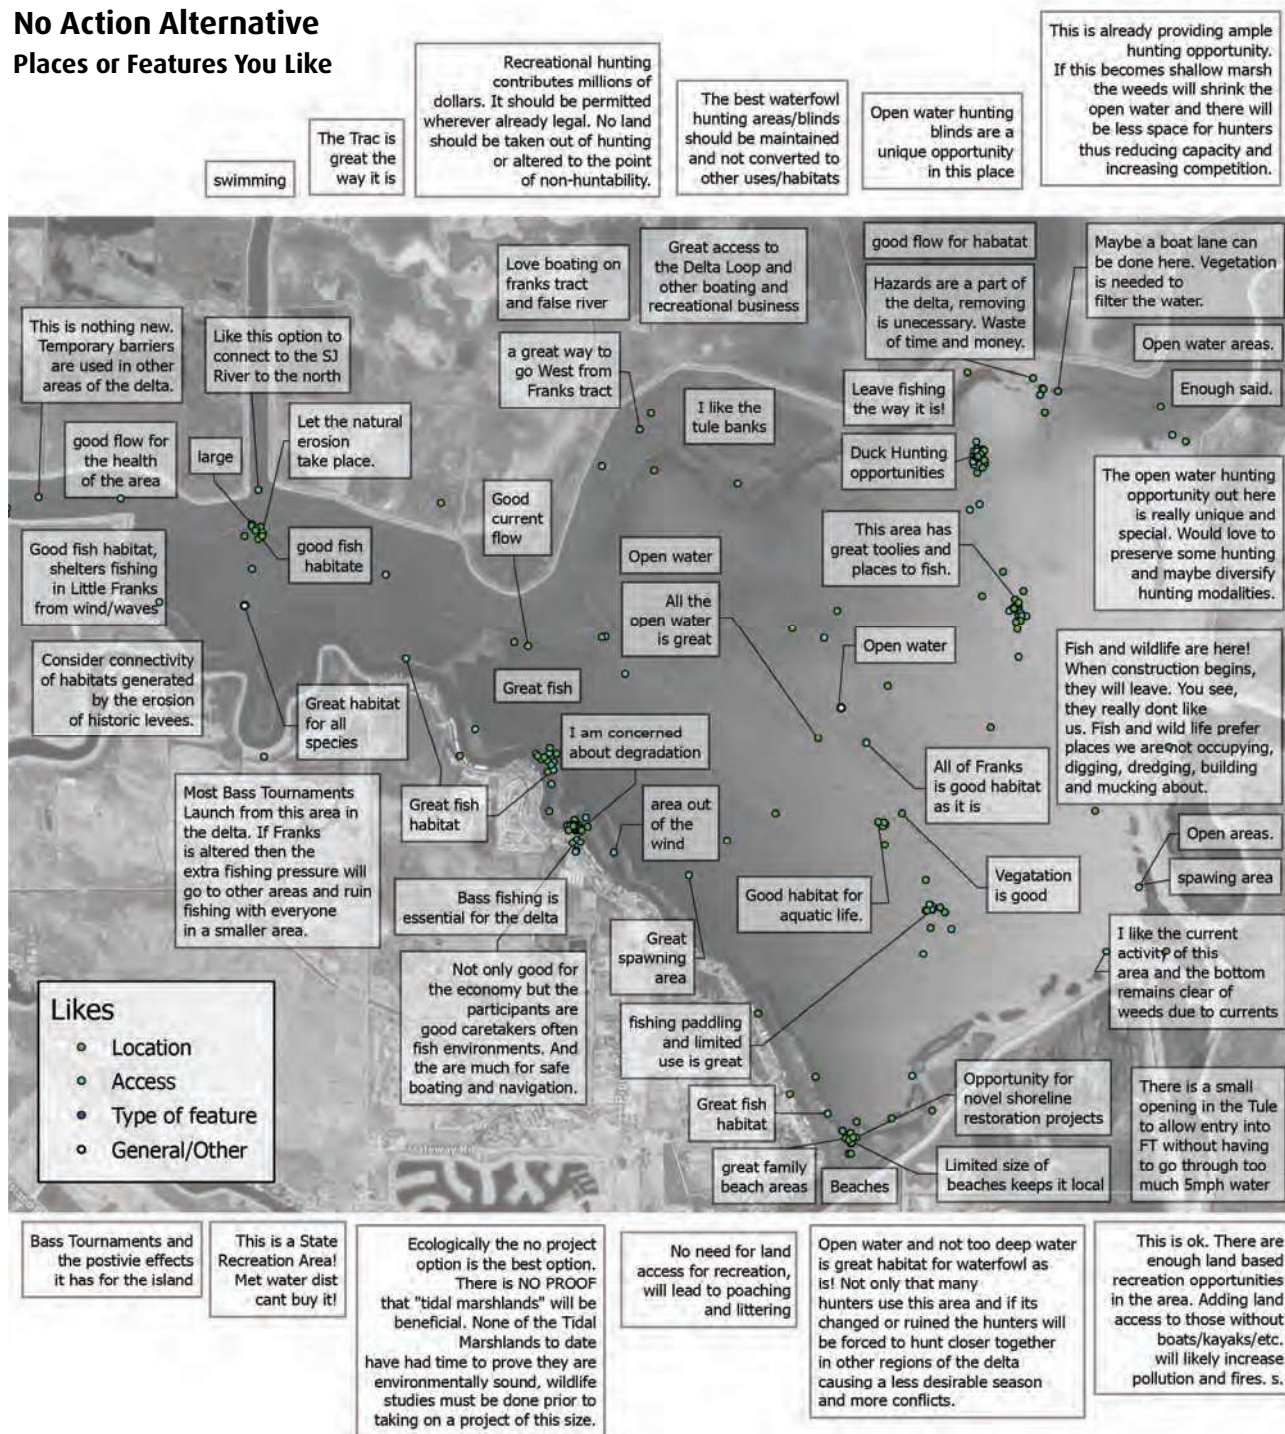 No Action Alternative
Places or Features You Like
swimming
The Trac is
great the
way it is
Recreational hunting
contributes millions of
dollars. It should be permitted
wherever already legal. No land
should be taken out of hunting
or altered to the point
of non-huntability.
The best waterfowl
hunting areas/blinds
should be maintained
and not converted to
other uses/habitats
Open water hunting
blinds are a
unique opportunity
in this place
This is already providing ample
hunting opportunity.
If this becomes shallow marsh
the weeds will shrink the
open water and there will
be less space for hunters
thus reducing capacity and
increasing competition.
This is nothing new.
Temporary barriers
are used in other
areas of the delta.
Like this option to
connect to the SJ
River to the north
Love boating on
franks tract
and false river
Great access to
the Delta Loop and
other boating and
recreational business
good flow for habatat
Hazards are a part of
the delta, removing
is unecessary. Waste
of time and money.
Maybe a boat lane can
be done here. Vegetation
is needed to
filter the water.
Open water areas.
a great way to
go West from
Franks tract
Leave fishing
the way it is!
Enough said.
I like the
tule banks
good flow for
the health
of the area
large
Let the natural
erosion
take place.
Duck Hunting
opportunities
The open water hunting
opportunity out here
is really unique and
special. Would love to
preserve some hunting
and maybe diversify
hunting modalities.
Good
current
flow
Good fish habitat,
shelters fishing
in Little Franks
from wind/waves
good fish
habitate
Open water
This area has
great toolies and
places to fish.
All the
open water
is great
Open water
Consider connectivity
of habitats generated
by the erosion
of historic levees.
Great habitat
for all
species
Great fish
Fish and wildlife are here!
When construction begins,
they will leave. You see,
they really dont like
us. Fish and wild life prefer
places we are not occupying,
digging, dredging, building
and mucking about.
I am concerned
about degradation
All of Franks
is good habitat
as it is
Most Bass Tournaments
Launch from this area in
the delta. If Franks
is altered then the
extra fishing pressure will
go to other areas and ruin
fishing with everyone
in a smaller area.
Great fish
habitat
area out
of the
wind
Open areas.
spawing area
Bass fishing is
essential for the delta
Good habitat for
aquatic life.
Vegatation
is good
Great
spawning
area
I like the current
activity of this
area and the bottom
remains clear of
weeds due to currents
Not only good for
the economy but the
participants are
good caretakers often
fish environments. And
the are much for safe
boating and navigation.
fishing paddling
and limited
use is great
Likes
Location
Access
Type of feature
General/Other
Great fish
habitat
Opportunity for
novel shoreline
restoration projects
There is a small
opening in the Tule
to allow entry into
FT without having
to go through too
much 5mph water
great family
beach areas
Beaches
Limited size of
beaches keeps it local
Bass Tournaments and
the postivie effects
it has for the island
This is a State
Recreation Area!
Met water dist
cant buy it!
Ecologically the no project
option is the best option.
There is NO PROOF
that "tidal marshlands" will be
beneficial. None of the Tidal
Marshlands to date
have had time to prove they are
environmentally sound, wildlife
studies must be done prior to
taking on a project of this size.
No need for land
access for recreation,
will lead to poaching
and littering
Open water and not too deep water
is great habitat for waterfowl as
is! Not only that many
hunters use this area and if its
changed or ruined the hunters will
be forced to hunt closer together
in other regions of the delta
causing a less desirable season
and more conflicts.
This is ok. There are
enough land based
recreation opportunities
in the area. Adding land
access to those without
boats/kayaks/etc.
will likely increase
pollution and fires. s.